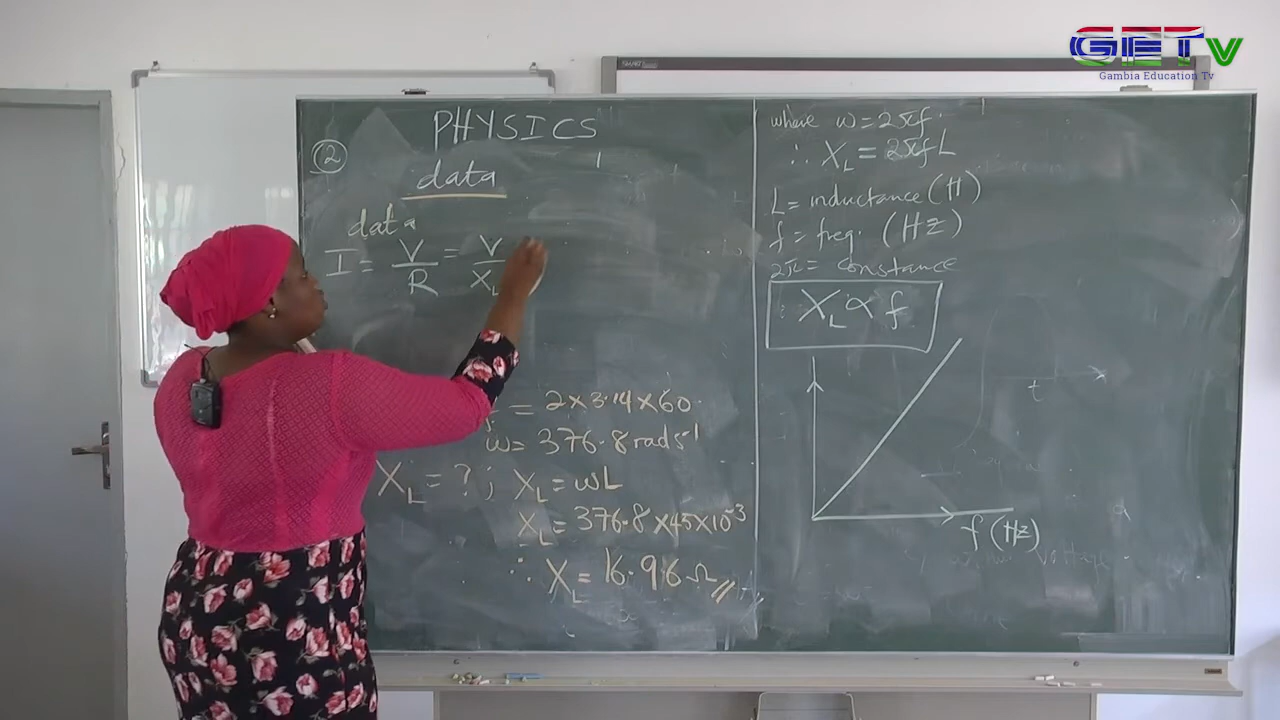 GETv
Gambia Education Tv
SMART
PHYSICS
②
data
data
I = V/R = V/X_L
= 2×3.14×60
ω = 376.8 rads⁻¹
X_L = ? ; X_L = ωL
X_L = 376.8 × 45×10⁻³
∴ X_L = 16.96 Ω //
where ω = 2πf.
∴ X_L = 2πfL
L = inductance (H)
f = freq. (Hz)
2π = constance
∴ X_L ∝ f
t
f (Hz)